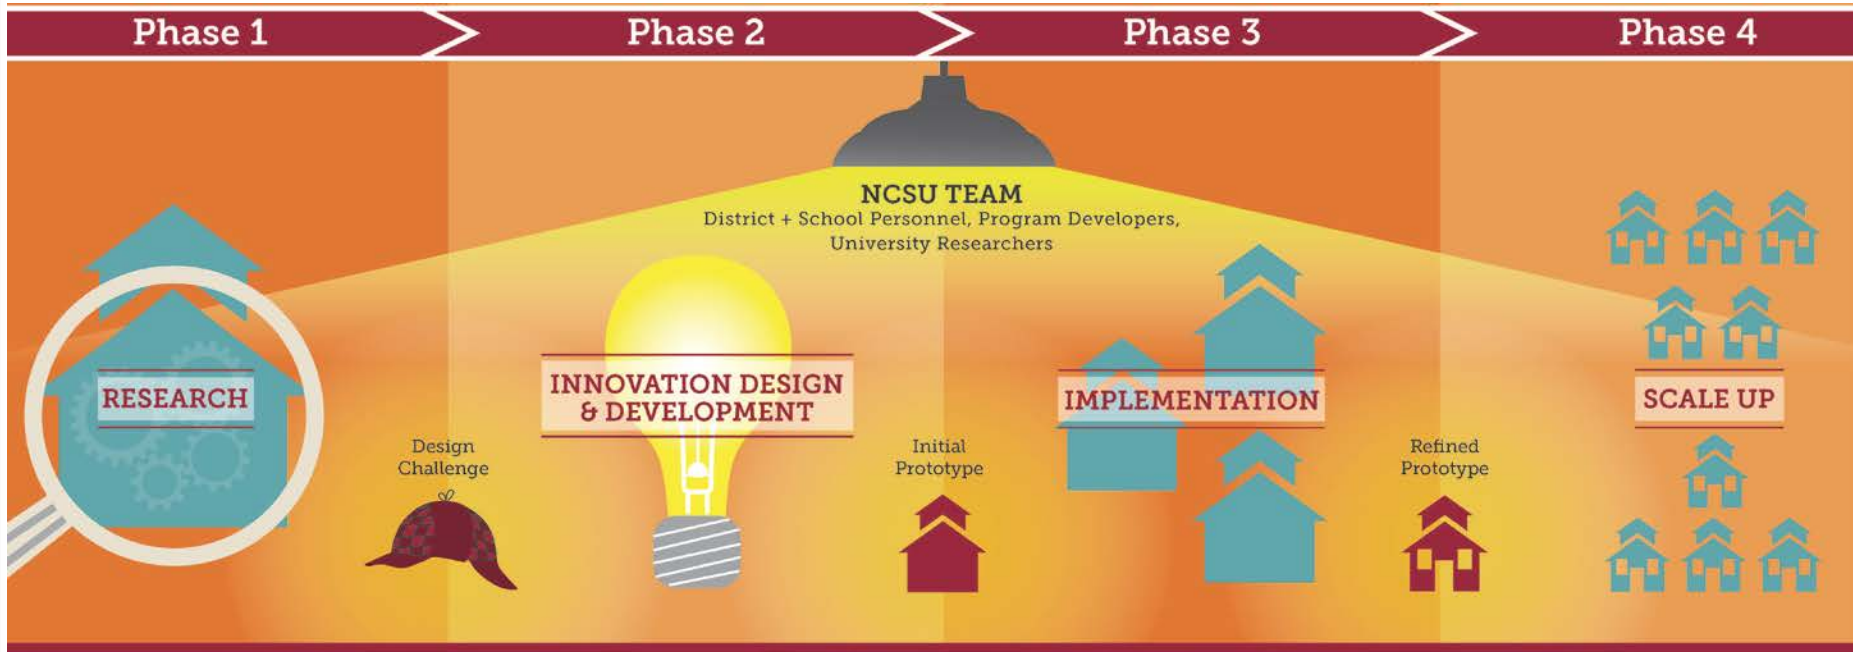 Phase 1
Phase 2
Phase 3
Phase 4
NCSU TEAM
District + School Personnel, Program Developers,
University Researchers
RESEARCH
INNOVATION DESIGN
& DEVELOPMENT
IMPLEMENTATION
SCALE UP
Design
Challenge
Initial
Prototype
Refined
Prototype